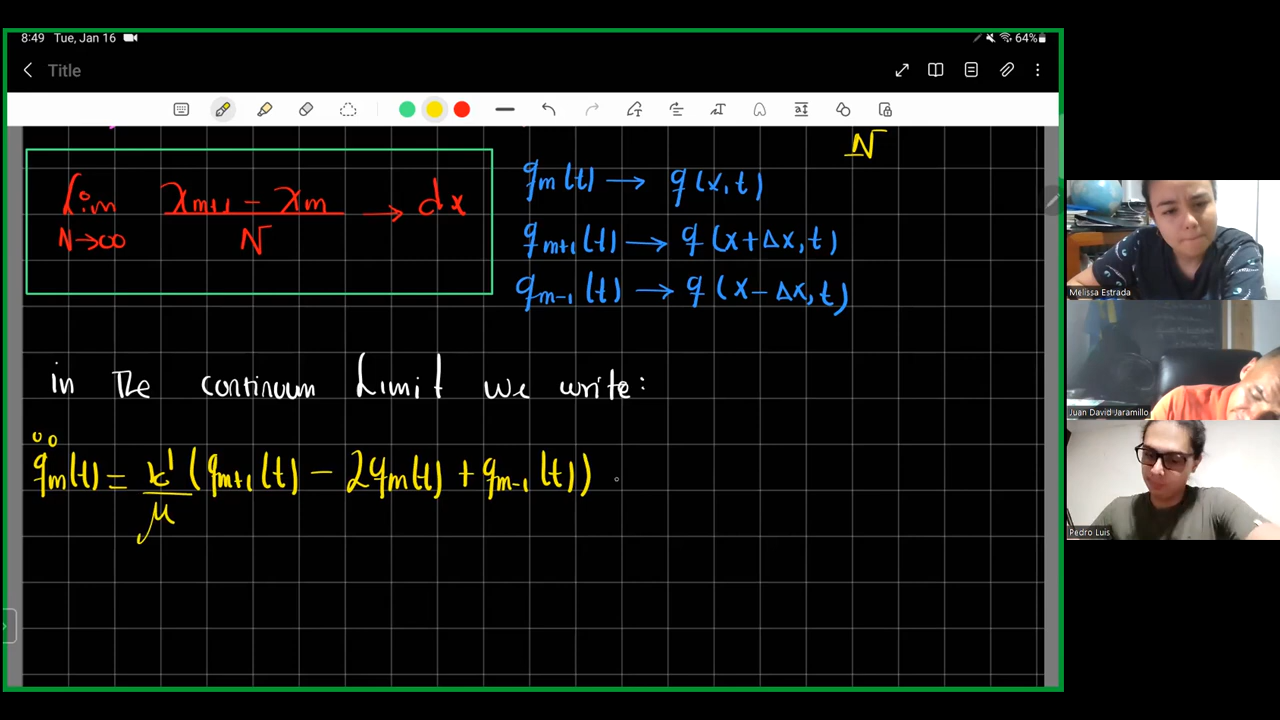 8:49 Tue, Jan 16
64%
Title
N
lim x_{m+1} - x_m / N → dx
N→∞
q_m(t) → q(x,t)
q_{m+1}(t) → q(x+Δx,t)
q_{m-1}(t) → q(x-Δx,t)
in The continuum Limit we write:
q̈_m(t) = k'/μ (q_{m+1}(t) - 2q_m(t) + q_{m-1}(t))
Melissa Estrada
Juan David Jaramillo
Pedro Luis